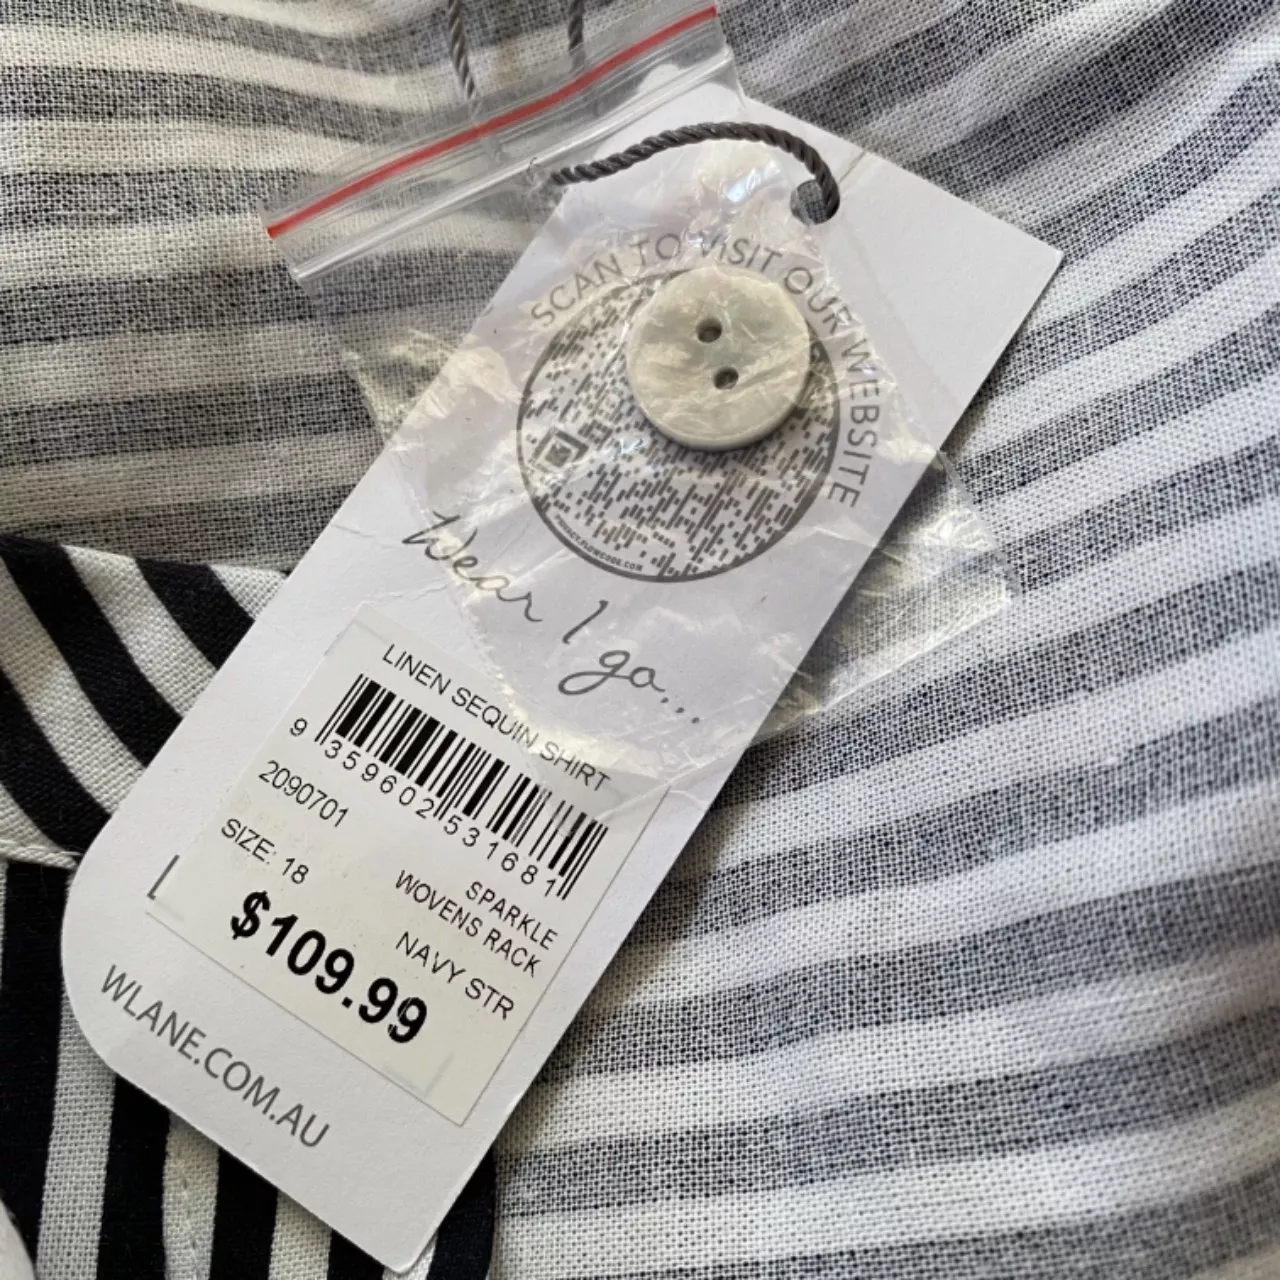 SCAN TO VISIT OUR WEBSITE
Wear I go...
LINEN SEQUIN SHIRT
9 359602 531681
2090701
SIZE: 18
SPARKLE
WOVENS RACK
NAVY STR
$109.99
WLANE.COM.AU